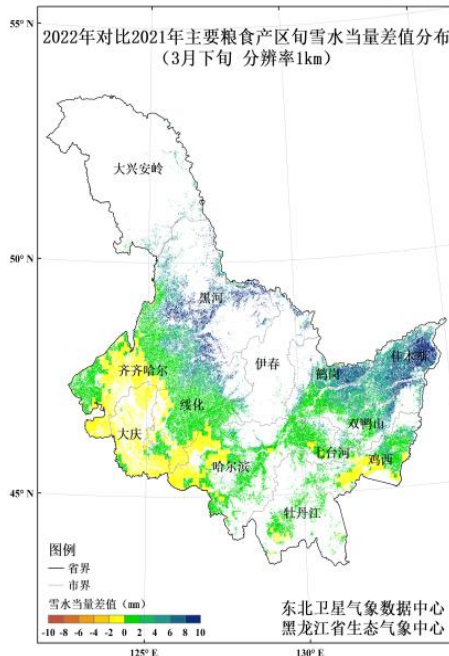 2022年对比2021年主要粮食产区旬雪水当量差值分布
（3月下旬 分辨率1km）
55° N
大兴安岭
50° N
黑河
伊春
佳木斯
鹤岗
齐齐哈尔
绥化
双鸭山
大庆
七台河
鸡西
哈尔滨
45° N
牡丹江
图例
省界
市界
雪水当量差值（mm）
-10 -8 -6 -4 -2 0 2 4 6 8 10
东北卫星气象数据中心
黑龙江省生态气象中心
125° E
130° E